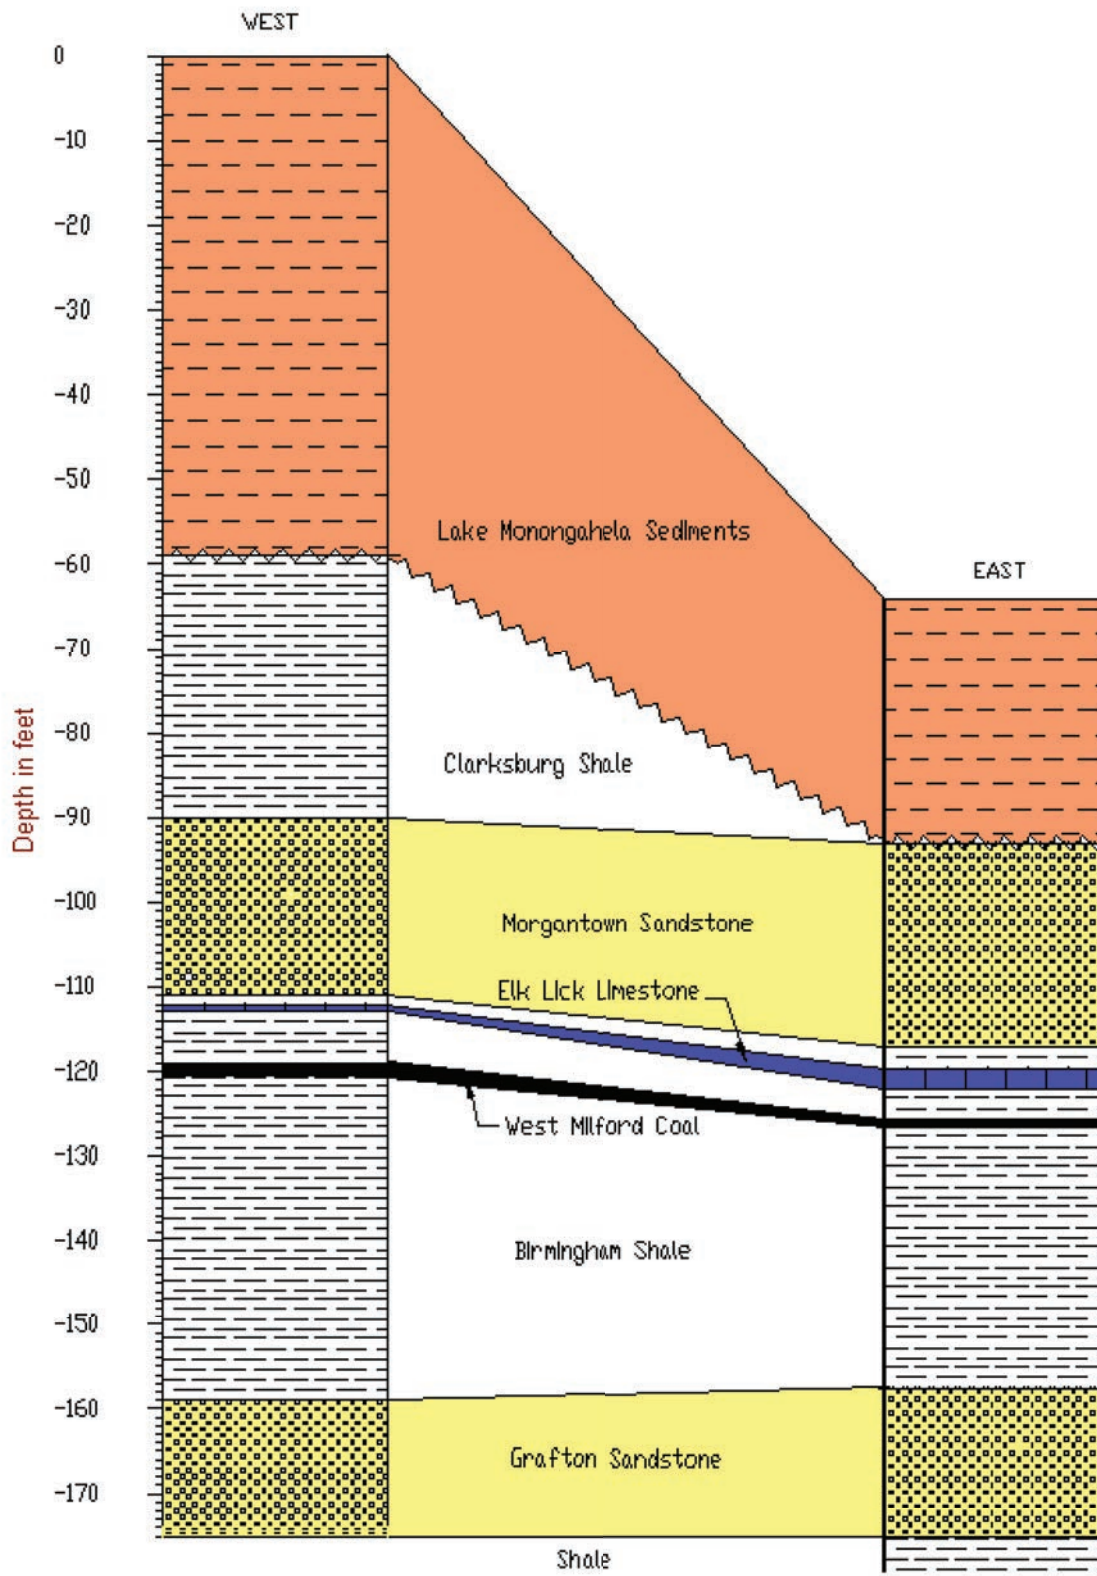 WEST
0
-10
-20
-30
-40
-50
Lake Monongahela Sediments
-60
EAST
-70
Depth in feet
-80
Clarksburg Shale
-90
-100
Morgantown Sandstone
-110
Elk Lick Limestone
-120
West Milford Coal
-130
-140
Birmingham Shale
-150
-160
Grafton Sandstone
-170
Shale